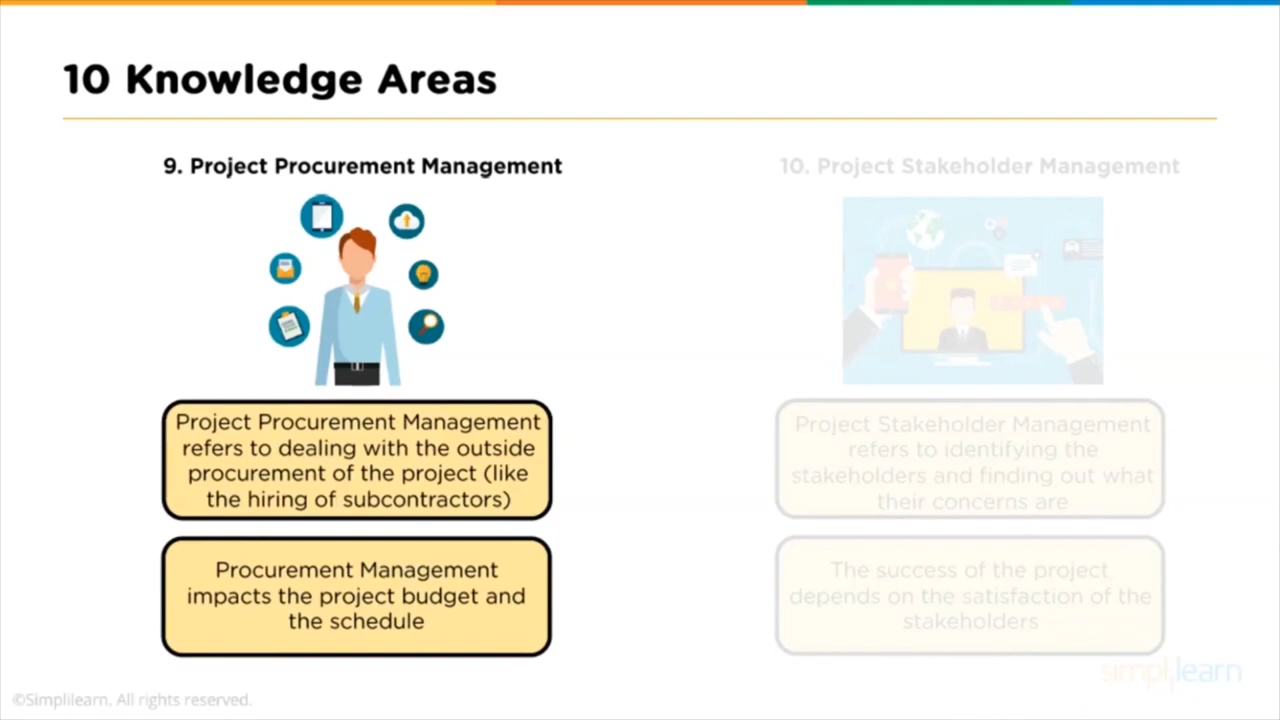 10 Knowledge Areas
9. Project Procurement Management
Project Procurement Management
refers to dealing with the outside
procurement of the project (like
the hiring of subcontractors)
Procurement Management
impacts the project budget and
the schedule
10. Project Stakeholder Management
Project Stakeholder Management
refers to identifying the
stakeholders and finding out what
their concerns are
The success of the project
depends on the satisfaction of the
stakeholders
simplilearn
©Simplilearn. All rights reserved.